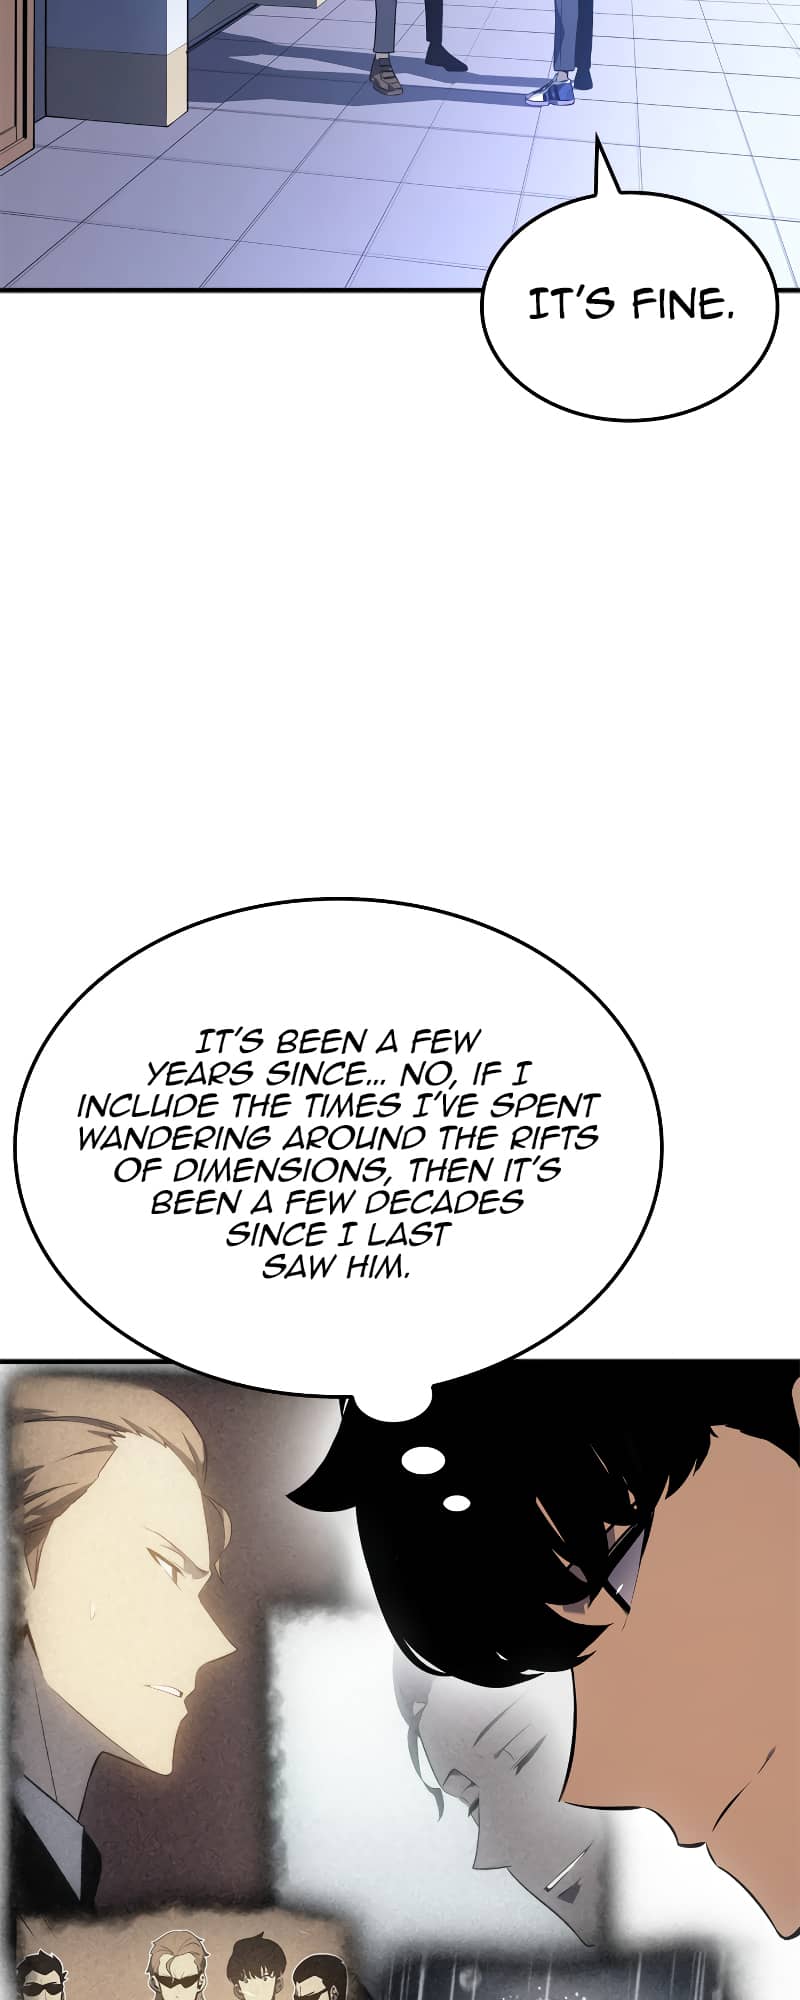 IT'S FINE.
IT'S BEEN A FEW
YEARS SINCE... NO, IF I
INCLUDE THE TIMES I'VE SPENT
WANDERING AROUND THE RIFTS
OF DIMENSIONS, THEN IT'S
BEEN A FEW DECADES
SINCE I LAST
SAW HIM.